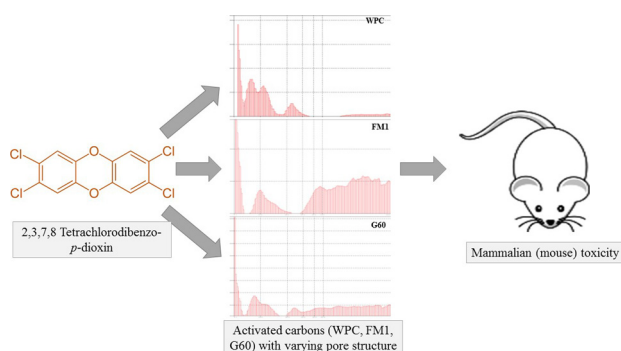 WPC
FM1
G60
Cl
O
Cl
Cl
O
Cl
2,3,7,8 Tetrachlorodibenzo-
p-dioxin
Activated carbons (WPC, FM1,
G60) with varying pore structure
Mammalian (mouse) toxicity